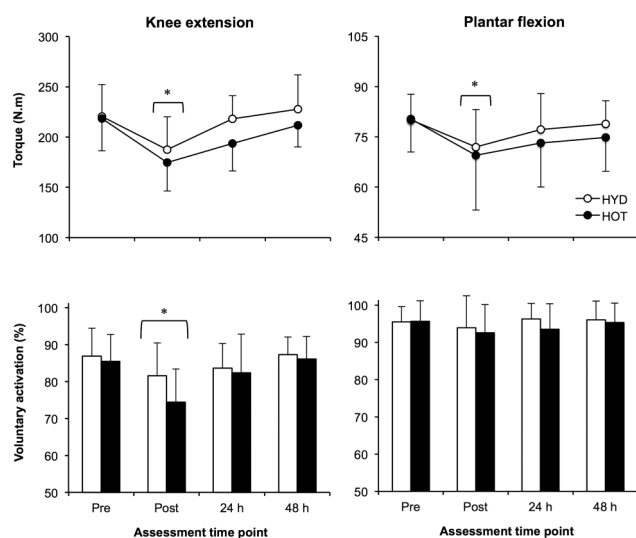 Knee extension
Plantar flexion
Torque (N.m)
300
250
200
150
100
*
105
90
75
60
45
*
HYD
HOT
Voluntary activation (%)
100
90
80
70
60
50
*
100
90
80
70
60
50
Pre
Post
24 h
48 h
Pre
Post
24 h
48 h
Assessment time point
Assessment time point